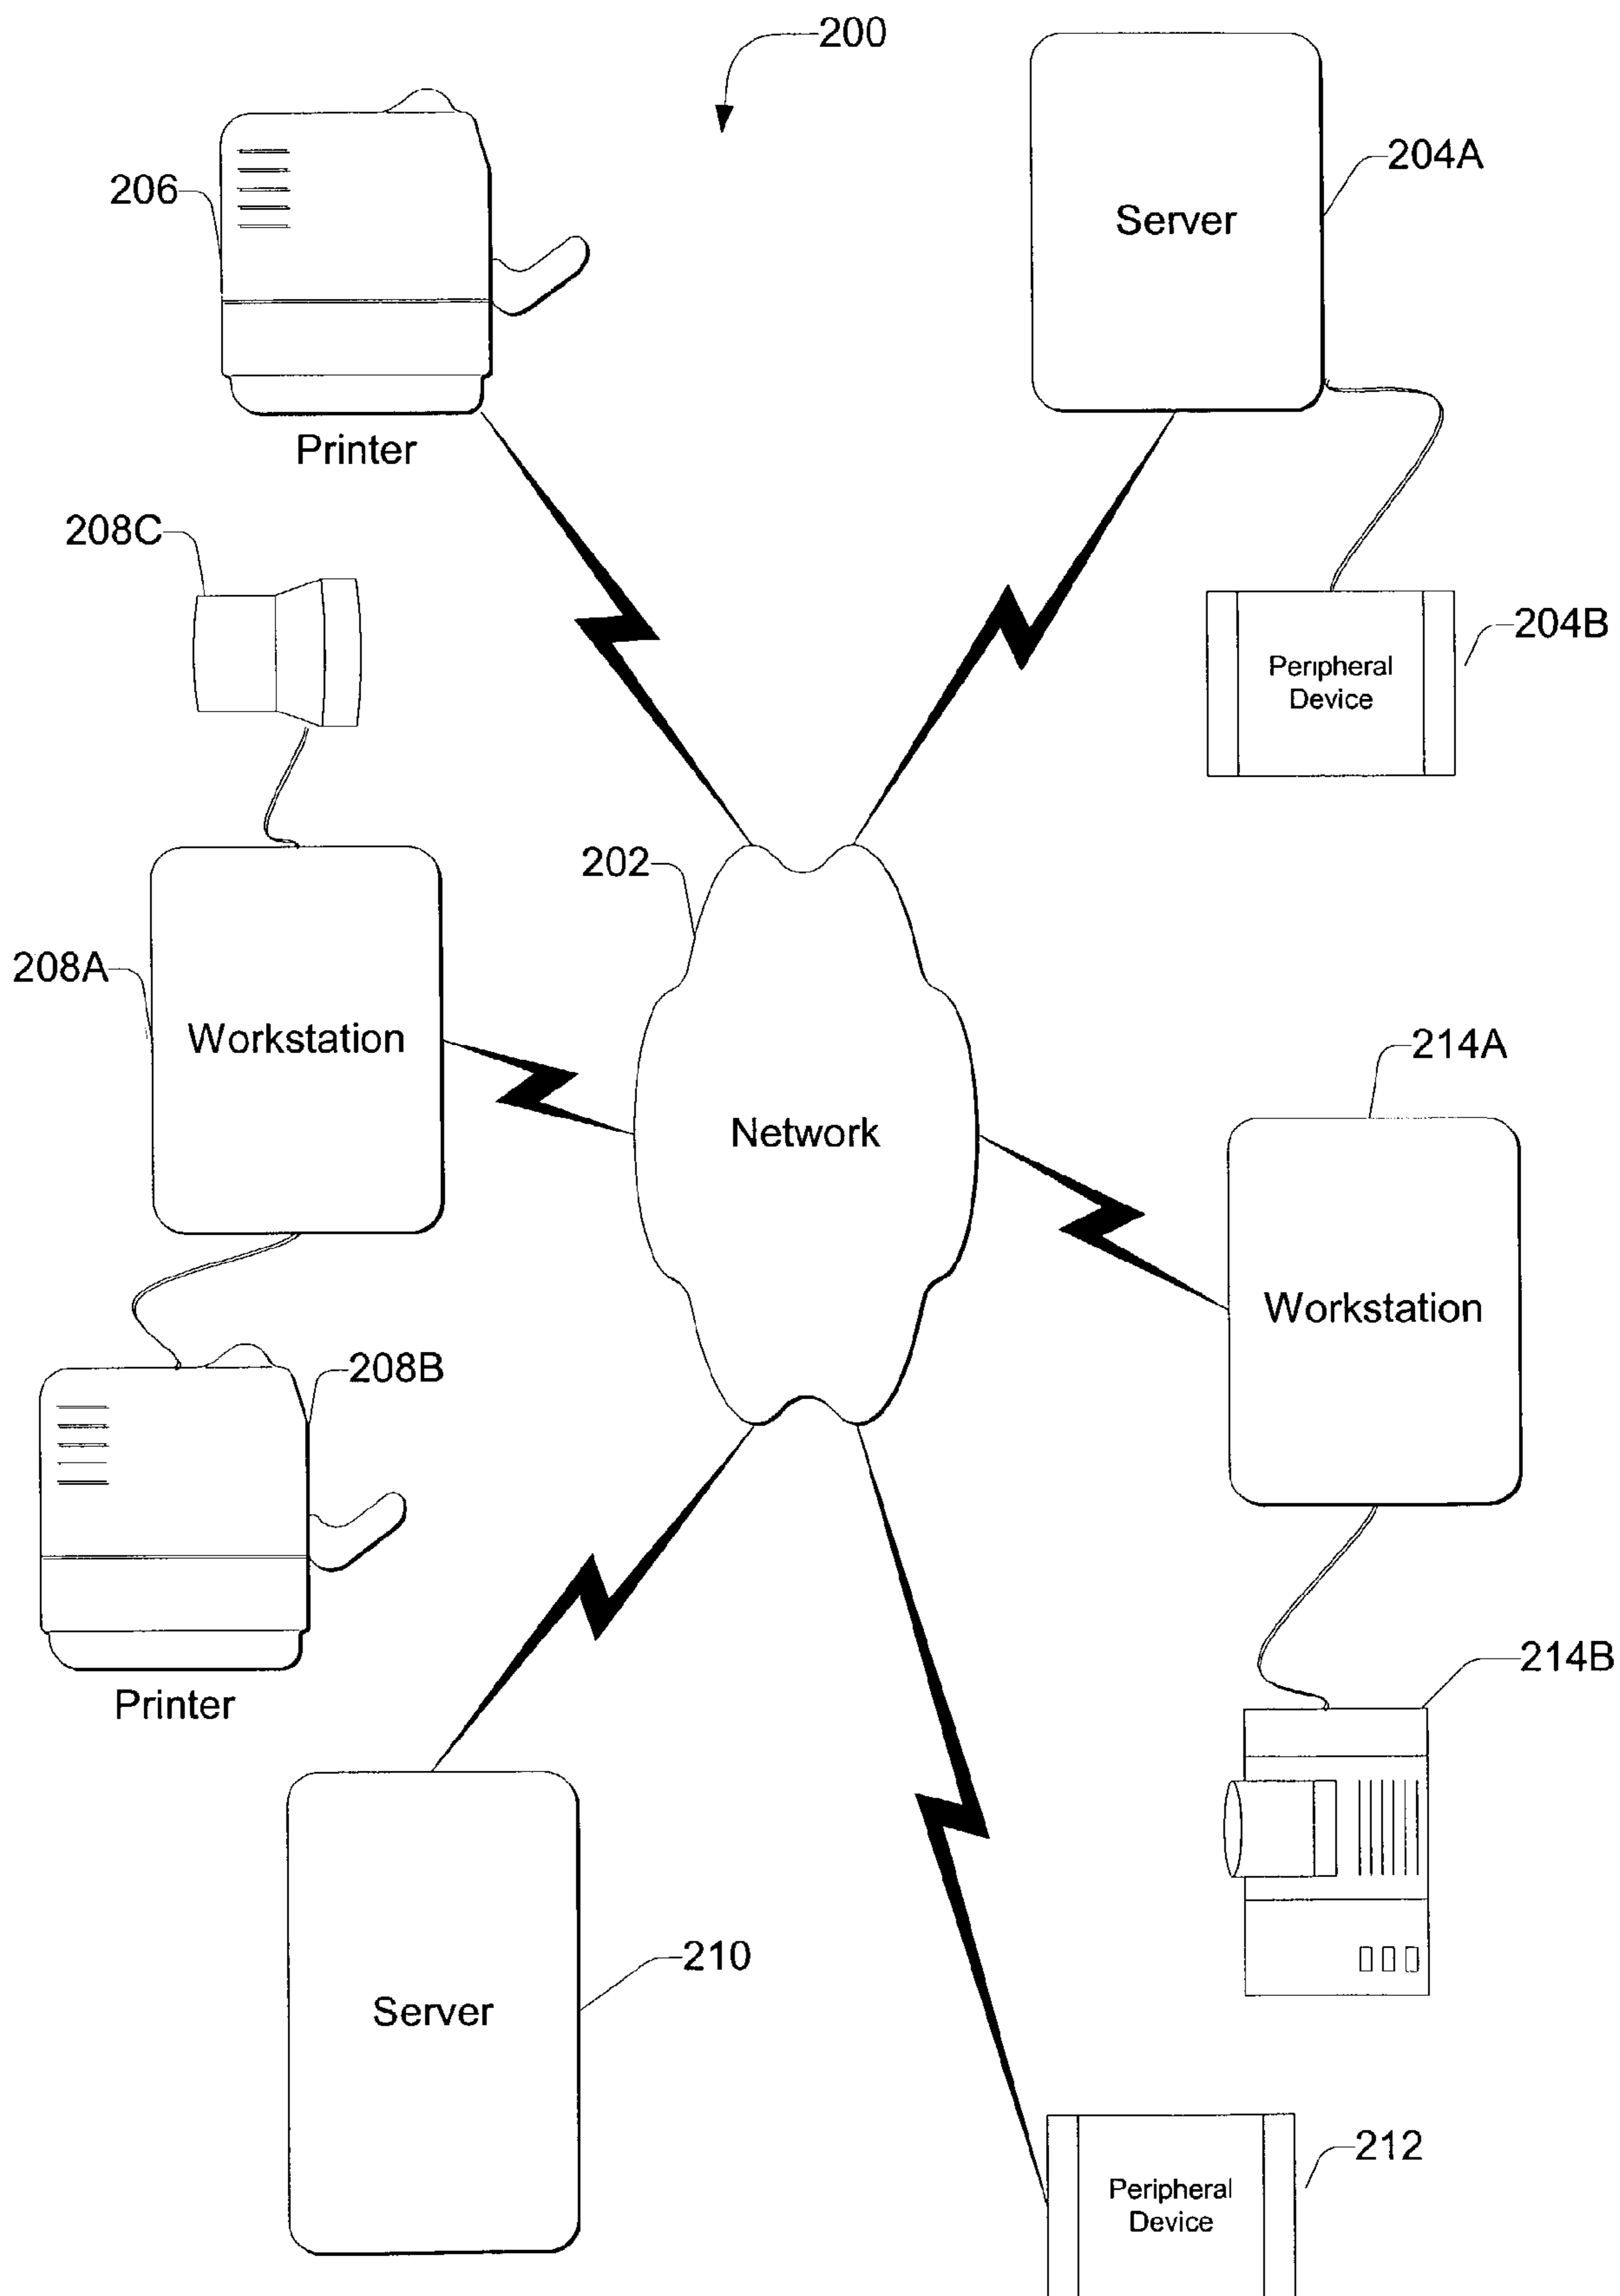 200
204A
206
Server
Printer
208C
204B
Peripheral
Device
202
208A
Workstation
214A
Network
Workstation
208B
214B
Printer
210
Server
212
Peripheral
Device